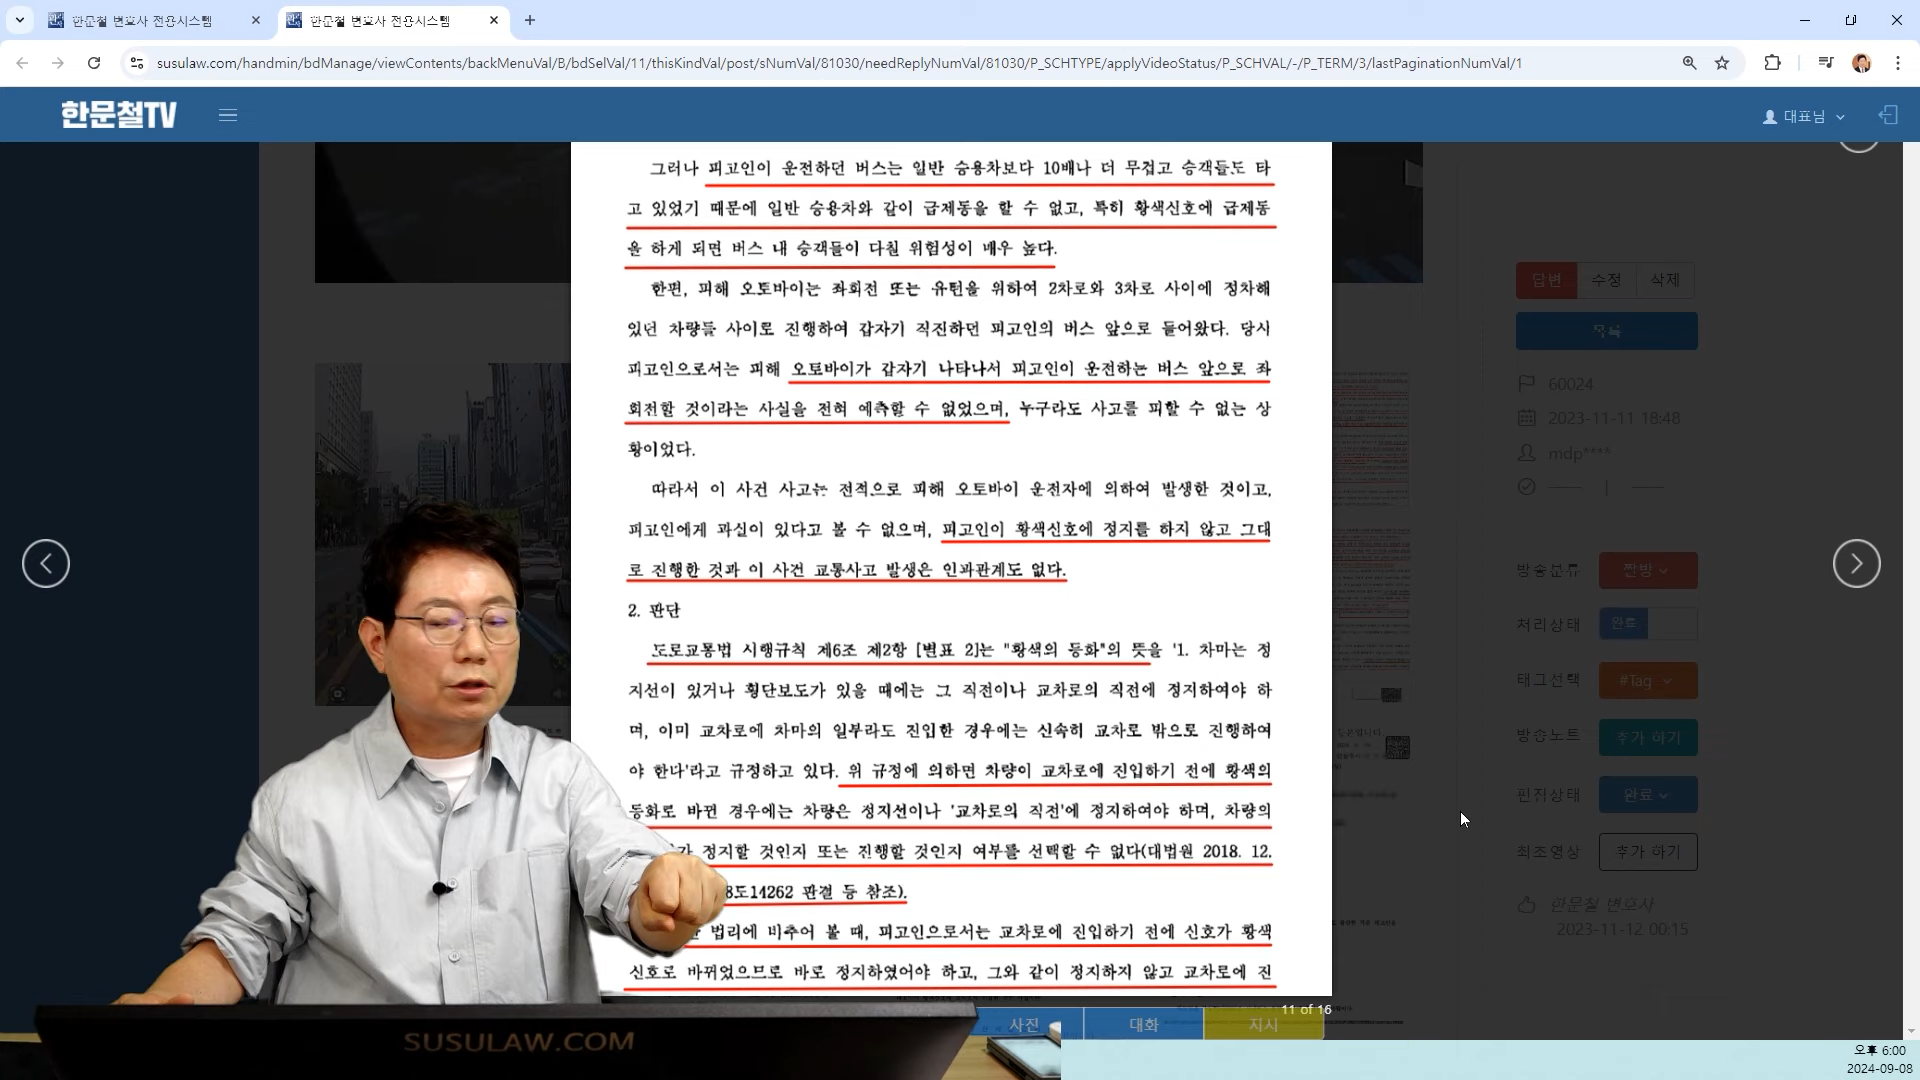 한문철 변호사 전용시스템
한문철 변호사 전용시스템
susulaw.com/handmin/bdManage/viewContents/backMenuVal/B/bdSelVal/11/thisKindVal/post/sNumVal/81030/needReplyNumVal/81030/P_SCHTYPE/applyVideoStatus/P_SCHVAL/-/P_TERM/3/lastPaginationNumVal/1
한문철TV
대표님
그러나 피고인이 운전하던 버스는 일반 승용차보다 10배나 더 무겁고 승객들도 타
고 있었기 때문에 일반 승용차와 같이 급제동을 할 수 없고, 특히 황색신호에 급제동
을 하게 되면 버스 내 승객들이 다칠 위험성이 매우 높다.
한편, 피해 오토바이는 좌회전 또는 유턴을 위하여 2차로와 3차로 사이에 정차해
있던 차량들 사이로 진행하여 갑자기 직진하던 피고인의 버스 앞으로 들어왔다. 당시
피고인으로서는 피해 오토바이가 갑자기 나타나서 피고인이 운전하는 버스 앞으로 좌
회전할 것이라는 사실을 전혀 예측할 수 없었으며, 누구라도 사고를 피할 수 없는 상
황이었다.
따라서 이 사건 사고는 전적으로 피해 오토바이 운전자에 의하여 발생한 것이고,
피고인에게 과실이 있다고 볼 수 없으며, 피고인이 황색신호에 정지를 하지 않고 그대
로 진행한 것과 이 사건 교통사고 발생은 인과관계도 없다.
2. 판단
도로교통법 시행규칙 제6조 제2항 [별표 2]는 "황색의 등화"의 뜻을 '1. 차마는 정
지선이 있거나 횡단보도가 있을 때에는 그 직전이나 교차로의 직전에 정지하여야 하
며, 이미 교차로에 차마의 일부라도 진입한 경우에는 신속히 교차로 밖으로 진행하여
야 한다'라고 규정하고 있다. 위 규정에 의하면 차량이 교차로에 진입하기 전에 황색의
등화로 바뀐 경우에는 차량은 정지선이나 '교차로의 직전'에 정지하여야 하며, 차량의
가 정지할 것인지 또는 진행할 것인지 여부를 선택할 수 없다(대법원 2018. 12.
8도14262 판결 등 참조).
법리에 비추어 볼 때, 피고인으로서는 교차로에 진입하기 전에 신호가 황색
신호로 바뀌었으므로 바로 정지하였어야 하고, 그와 같이 정지하지 않고 교차로에 진
11 of 16
사진
대화
지시
답변
수정
삭제
목록
60024
2023-11-11 18:48
mdp****
방송분류
짠방
처리상태
완료
태그선택
#Tag
방송노트
추가 하기
편집상태
완료
최초영상
추가 하기
한문철 변호사
2023-11-12 00:15
SUSULAW.COM
오후 6:00
2024-09-08